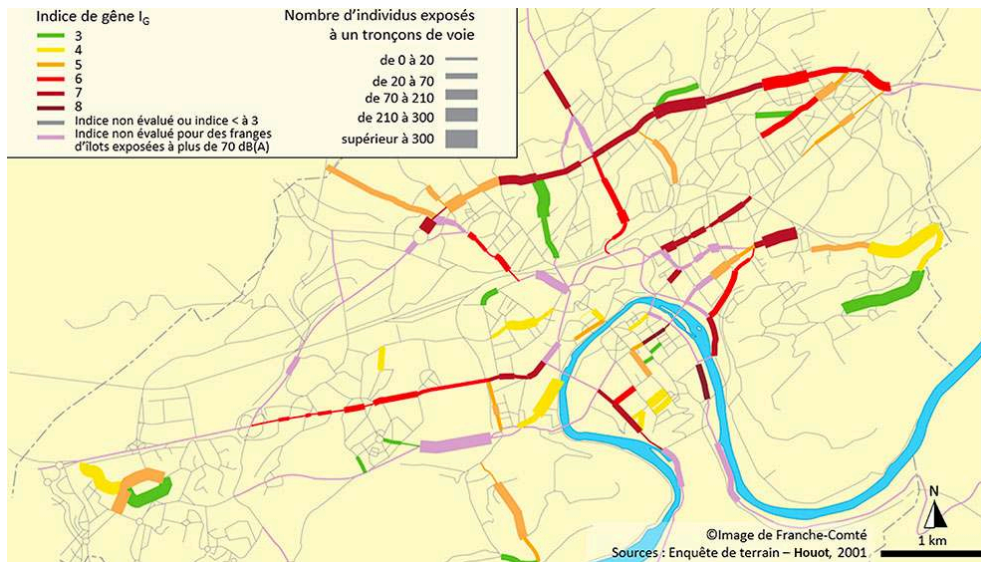 Indice de gêne IG
3
4
5
6
7
8
Indice non évalué ou indice < à 3
Indice non évalué pour des franges
d'îlots exposées à plus de 70 dB(A)
Nombre d'individus exposés
à un tronçons de voie
de 0 à 20
de 20 à 70
de 70 à 210
de 210 à 300
supérieur à 300
N
1 km
©Image de Franche-Comté
Sources : Enquête de terrain – Houot, 2001